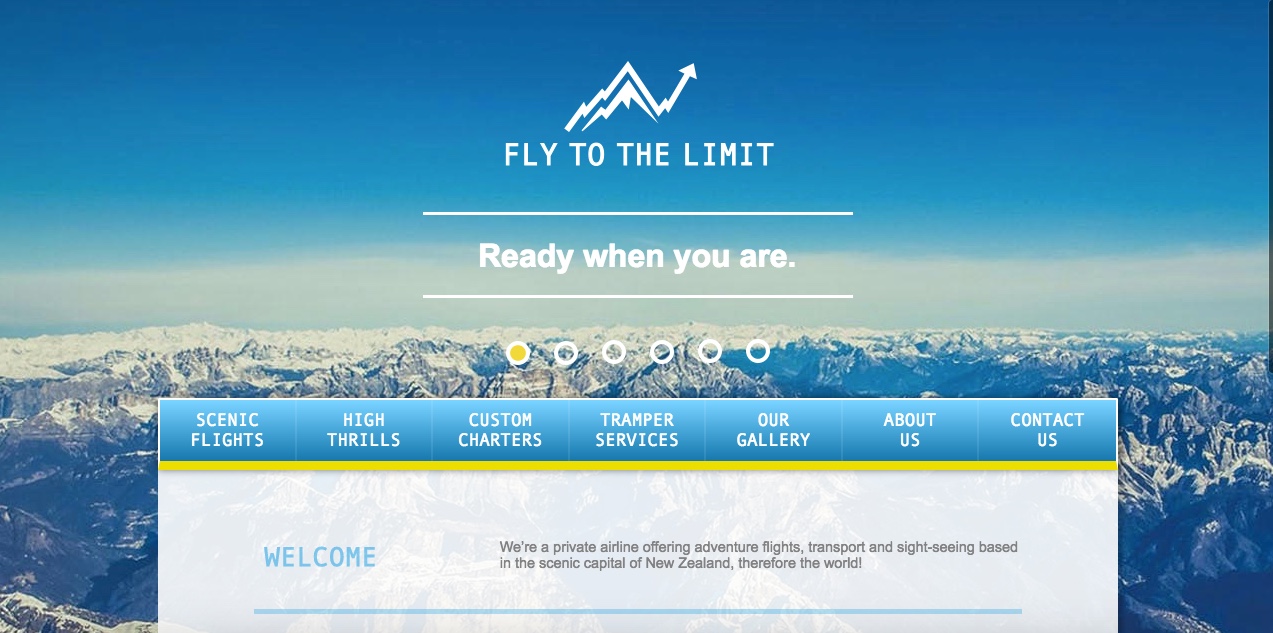 FLY TO THE LIMIT
Ready when you are.
SCENIC
FLIGHTS
HIGH
THRILLS
CUSTOM
CHARTERS
TRAMPER
SERVICES
OUR
GALLERY
ABOUT
US
CONTACT
US
WELCOME
We're a private airline offering adventure flights, transport and sight-seeing based
in the scenic capital of New Zealand, therefore the world!